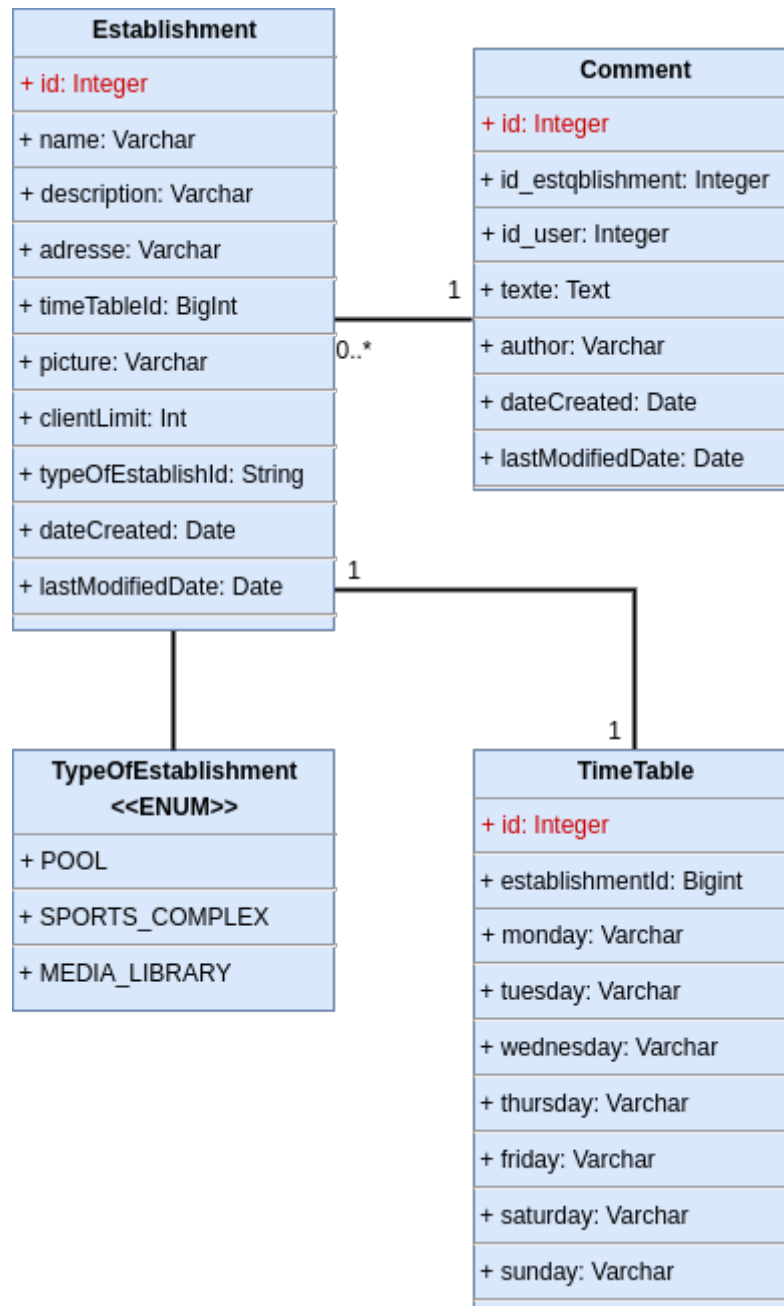 Establishment
+ id: Integer
+ name: Varchar
+ description: Varchar
+ adresse: Varchar
+ timeTableId: BigInt
+ picture: Varchar
+ clientLimit: Int
+ typeOfEstablishId: String
+ dateCreated: Date
+ lastModifiedDate: Date
Comment
+ id: Integer
+ id_estqblishment: Integer
+ id_user: Integer
+ texte: Text
+ author: Varchar
+ dateCreated: Date
+ lastModifiedDate: Date
1
0..*
1
1
TypeOfEstablishment
<<ENUM>>
+ POOL
+ SPORTS_COMPLEX
+ MEDIA_LIBRARY
TimeTable
+ id: Integer
+ establishmentId: Bigint
+ monday: Varchar
+ tuesday: Varchar
+ wednesday: Varchar
+ thursday: Varchar
+ friday: Varchar
+ saturday: Varchar
+ sunday: Varchar